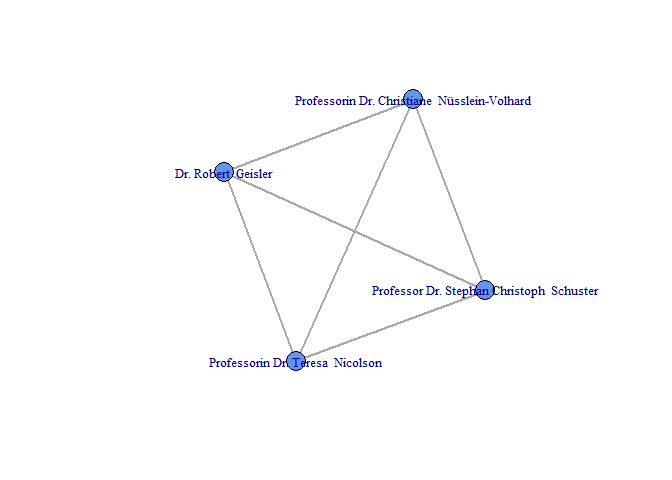 Professorin Dr. Christiane Nüsslein-Volhard
Dr. Robert Geisler
Professor Dr. Stephan Christoph Schuster
Professorin Dr. Teresa Nicolson